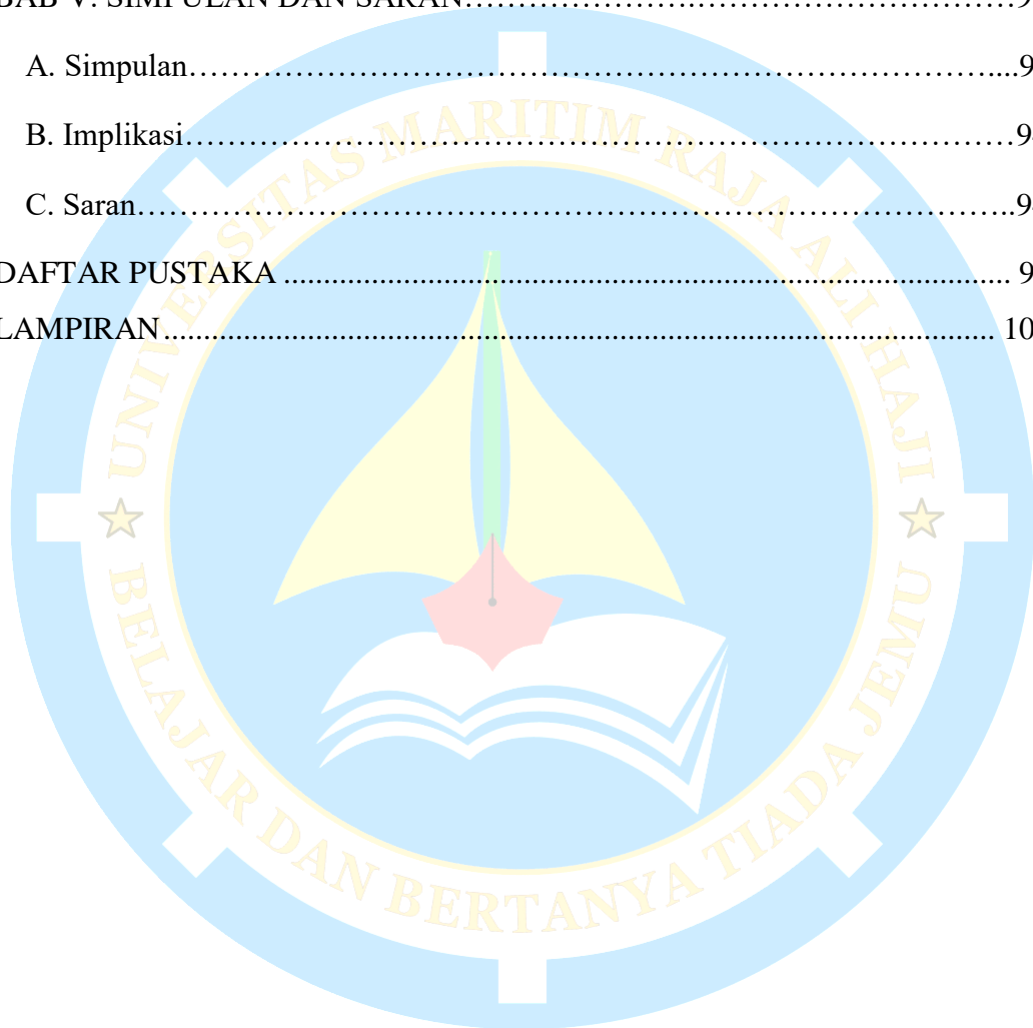 BAB V. SIMPULAN DAN SARAN……………………………………………………9
A. Simpulan………………………………………………………………………………....9
B. Implikasi…………………………………………………………………………………9
C. Saran……………………………………………………………………………………..9
DAFTAR PUSTAKA ................................................................................................ 9
LAMPIRAN.............................................................................................................. 10
UNIVERSITAS MARITIM RAJA ALI HAJI
BELAJAR DAN BERTANYA TIADA JEMU